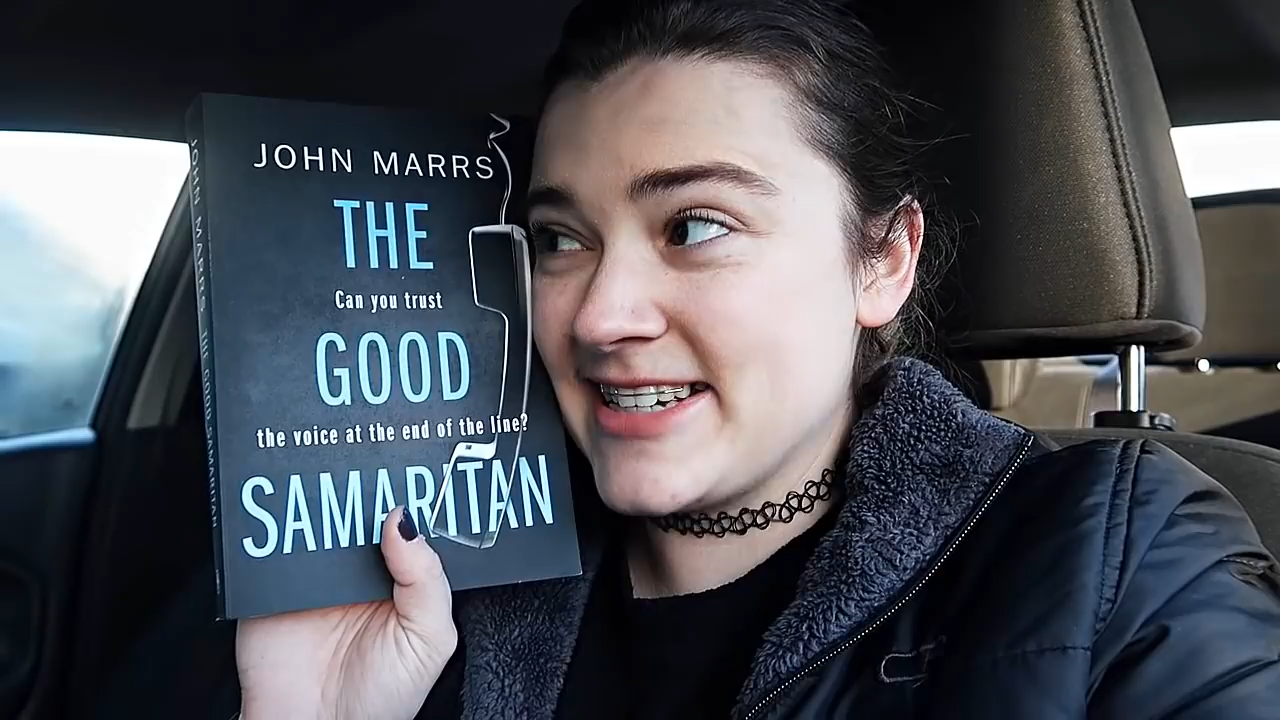 JOHN MARRS
THE
Can you trust
GOOD
the voice at the end of the line?
SAMARITAN
JOHN MARRS THE GOOD SAMARITAN